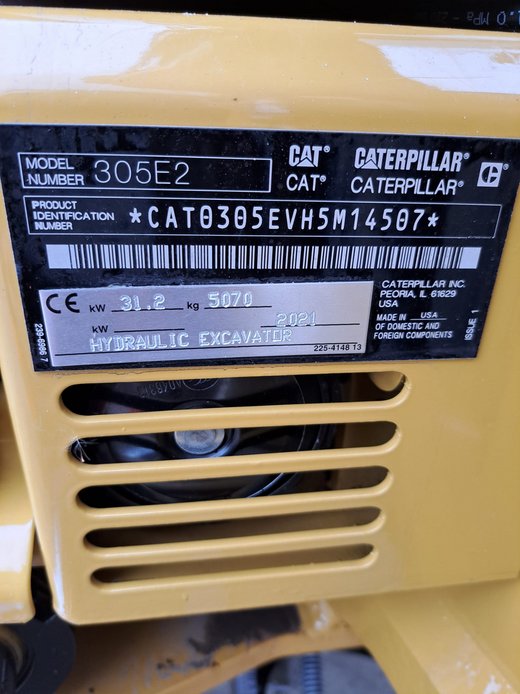 MODEL NUMBER 305E2
CAT® CATERPILLAR®
CAT® CATERPILLAR®
PRODUCT IDENTIFICATION NUMBER *CAT0305EVH5M14507*
CE kW 31.2 kg 5070
kW 2021
HYDRAULIC EXCAVATOR
225-4148 13
CATERPILLAR INC.
PEORIA, IL 61629
USA
MADE IN USA
OF DOMESTIC AND
FOREIGN COMPONENTS
ISSUE 1